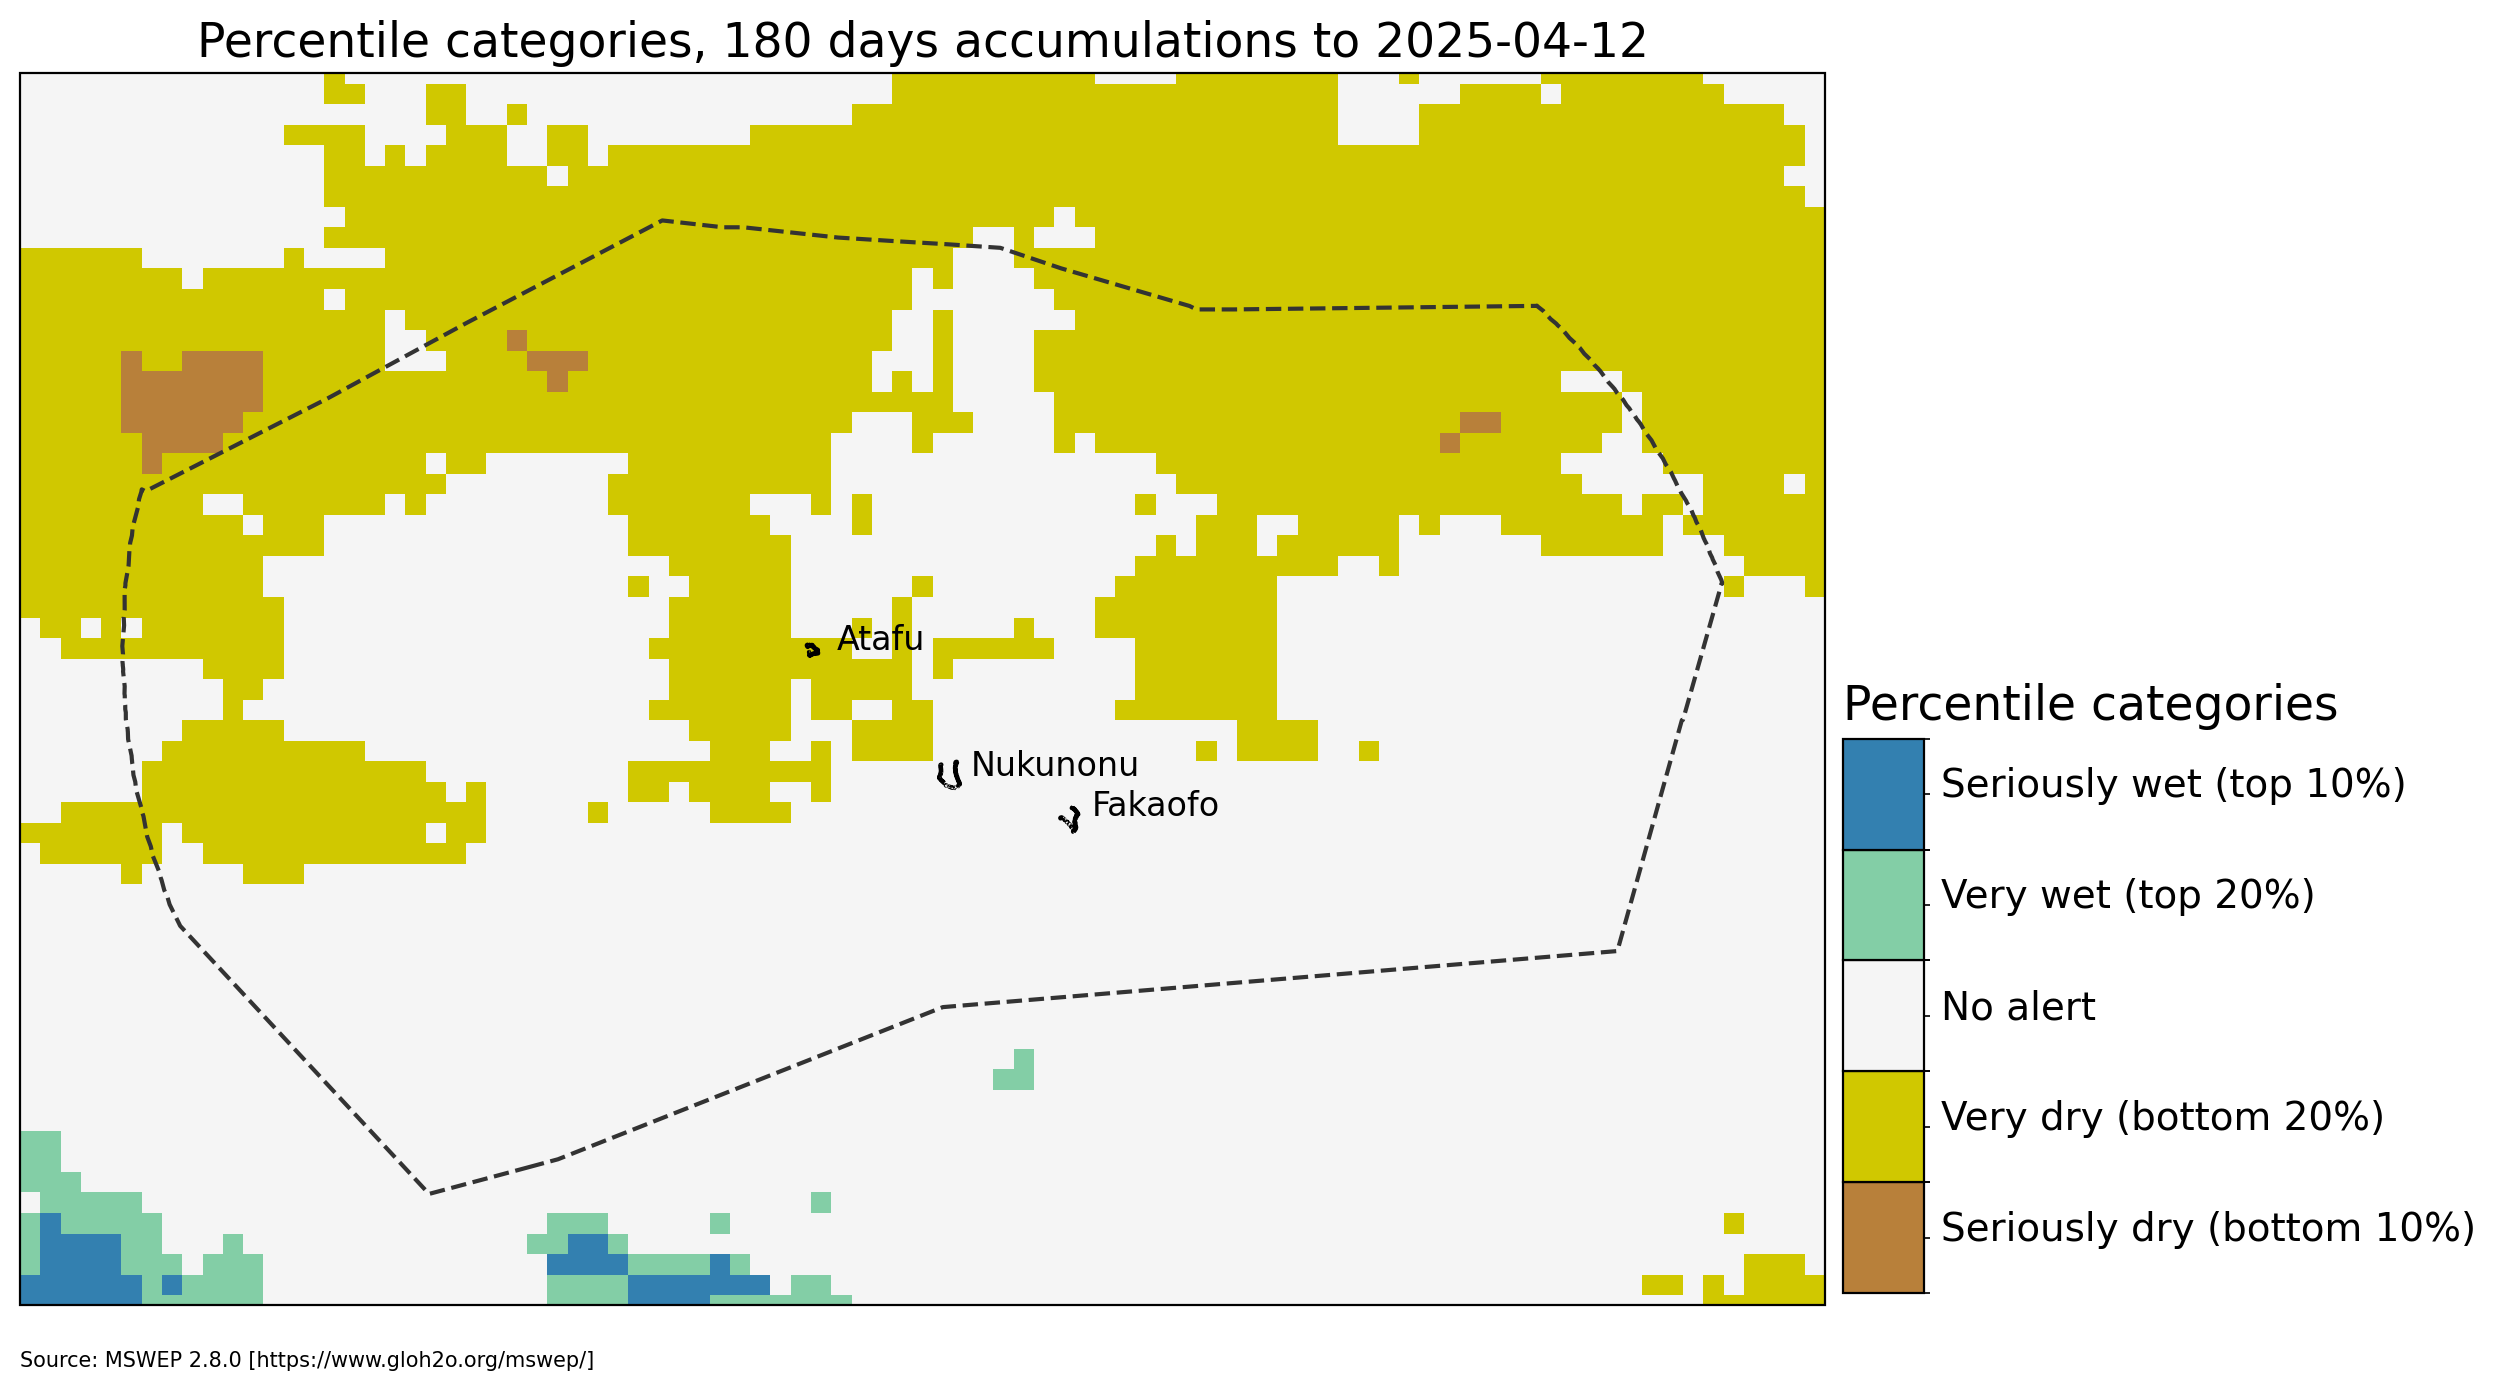 Percentile categories, 180 days accumulations to 2025-04-12
Atafu
Nukunonu
Fakaofo
Percentile categories
Seriously wet (top 10%)
Very wet (top 20%)
No alert
Very dry (bottom 20%)
Seriously dry (bottom 10%)
Source: MSWEP 2.8.0 [https://www.gloh2o.org/mswep/]